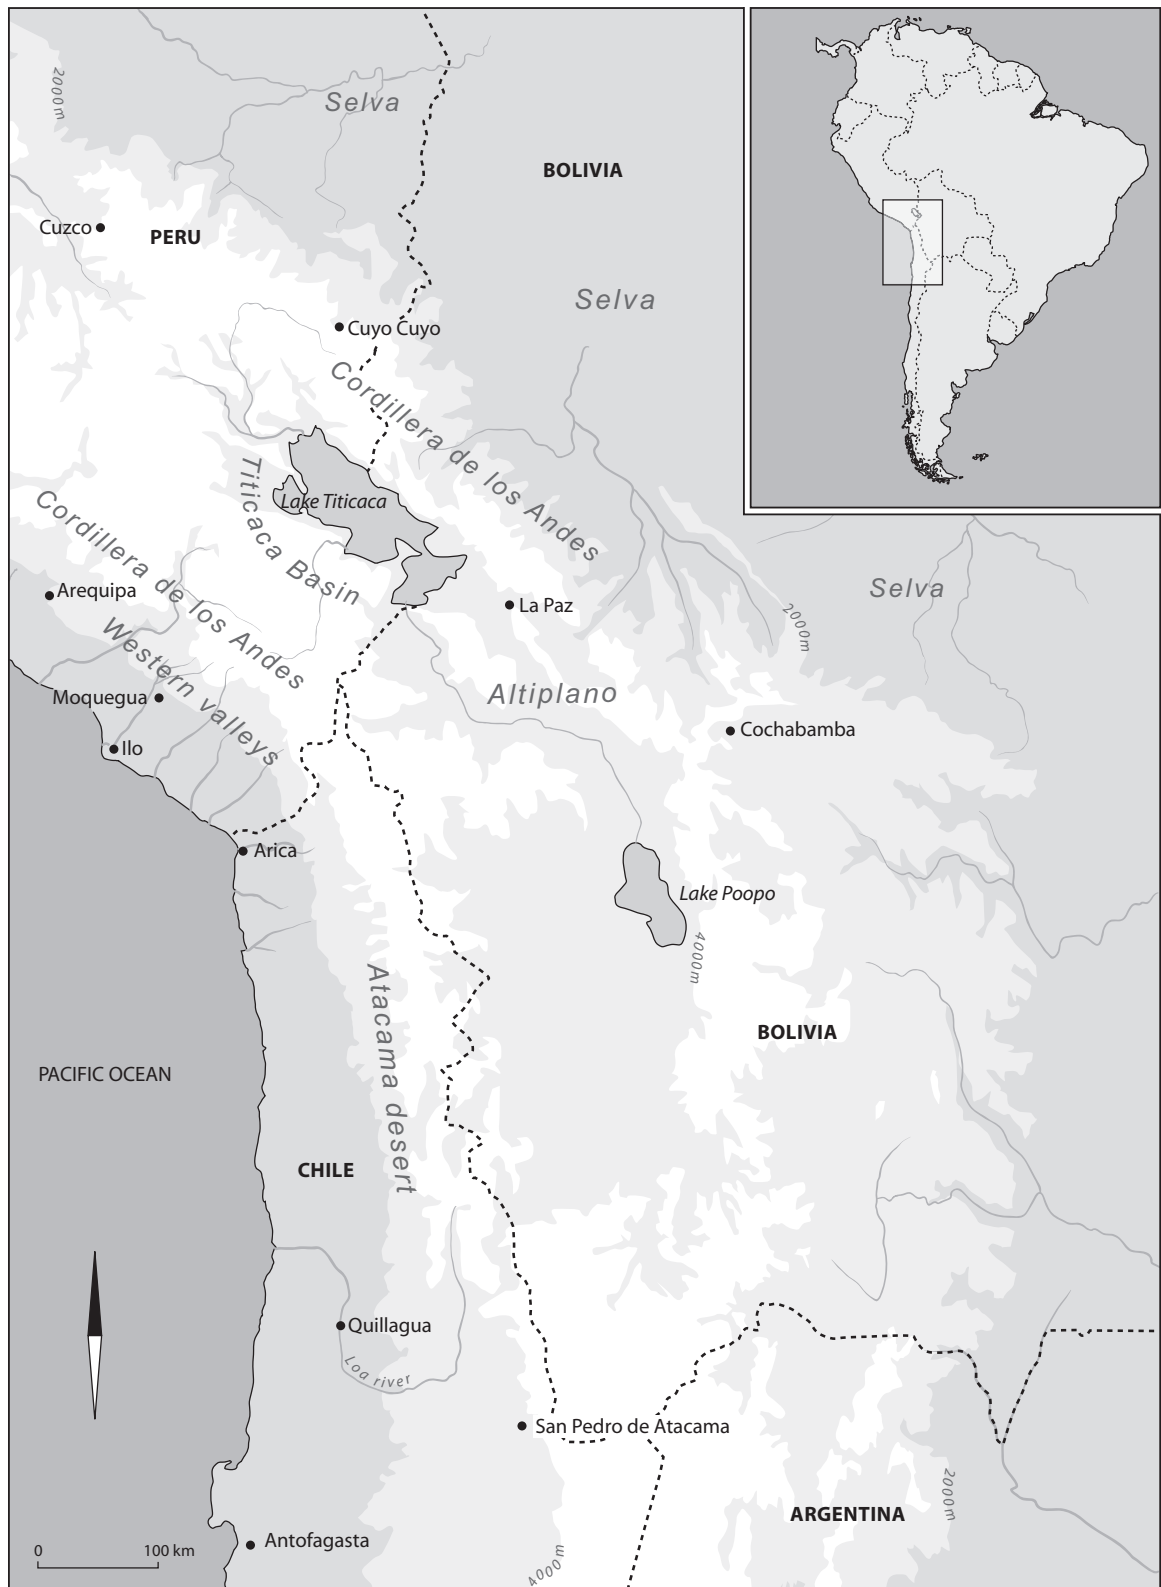 2000m
Selva
BOLIVIA
Cuzco
PERU
Selva
Cuyo Cuyo
Cordillera de los Andes
Titicaca Basin
Lake Titicaca
Cordillera de los Andes
Arequipa
La Paz
Selva
2000m
Western valleys
Moquegua
Altiplano
Ilo
Cochabamba
Arica
Lake Poopo
4000m
Atacama desert
BOLIVIA
PACIFIC OCEAN
CHILE
Quillagua
Loa river
San Pedro de Atacama
2000m
ARGENTINA
Antofagasta
0 100 km
4000m